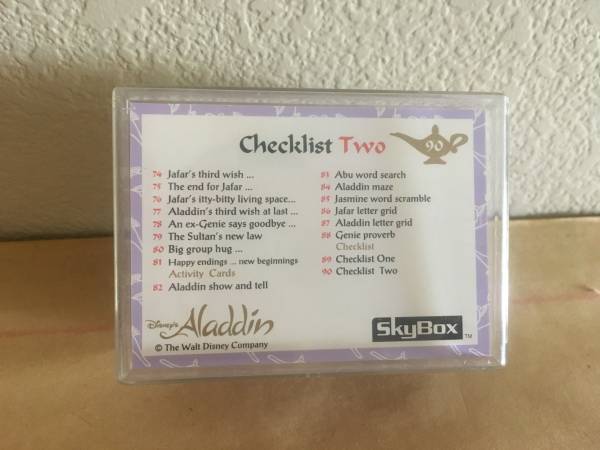 Checklist Two
90
74 Jafar's third wish ...
75 The end for Jafar ...
76 Jafar's itty-bitty living space...
77 Aladdin's third wish at last ...
78 An ex-Genie says goodbye ...
79 The Sultan's new law
80 Big group hug ...
81 Happy endings ... new beginnings
Activity Cards
82 Aladdin show and tell
83 Abu word search
84 Aladdin maze
85 Jasmine word scramble
86 Jafar letter grid
87 Aladdin letter grid
88 Genie proverb
Checklist
89 Checklist One
90 Checklist Two
Disney's Aladdin
© The Walt Disney Company
SkyBox TM